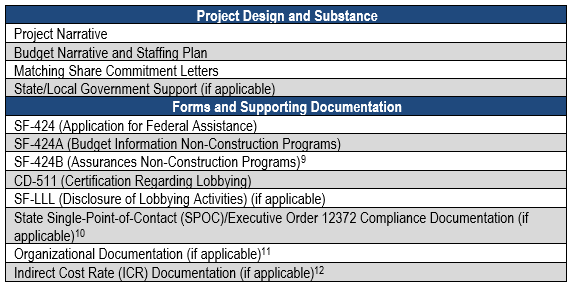 Project Design and Substance
Project Narrative
Budget Narrative and Staffing Plan
Matching Share Commitment Letters
State/Local Government Support (if applicable)
Forms and Supporting Documentation
SF-424 (Application for Federal Assistance)
SF-424A (Budget Information Non-Construction Programs)
SF-424B (Assurances Non-Construction Programs)⁹
CD-511 (Certification Regarding Lobbying)
SF-LLL (Disclosure of Lobbying Activities) (if applicable)
State Single-Point-of-Contact (SPOC)/Executive Order 12372 Compliance Documentation (if
applicable)¹⁰
Organizational Documentation (if applicable)¹¹
Indirect Cost Rate (ICR) Documentation (if applicable)¹²